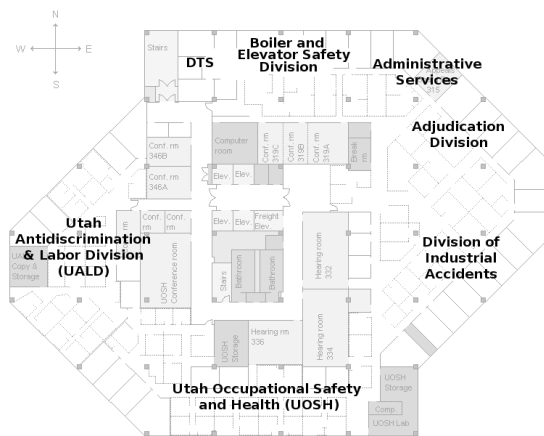 N
W
E
S
Stairs
DTS
Boiler and
Elevator Safety
Division
Administrative
Services
Appeals
315
Adjudication
Division
Conf. rm
346B
Conf. rm
346A
Computer
room
Conf. rm
319C
Conf. rm
319B
Conf. rm
319A
Break
rm
Elev.
Elev.
Elev.
Elev.
Freight
Elev.
rm
Conf.
rm
Conf.
rm
Utah
Antidiscrimination
& Labor Division
(UALD)
Copy &
Storage
UOSH
Conference room
Stairs
Bathroom
Bathroom
Hearing room
332
Division of
Industrial
Accidents
UOSH
Storage
Hearing rm
336
Hearing room
334
Utah Occupational Safety
and Health (UOSH)
UOSH
Storage
Comp.
UOSH Lab